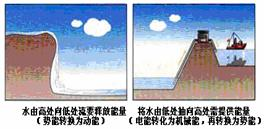 水由高处向低处流要释放能量
(势能转换为动能)
将水由低处抽向高处需提供能量
(电能转化为机械能，再转换为势能)